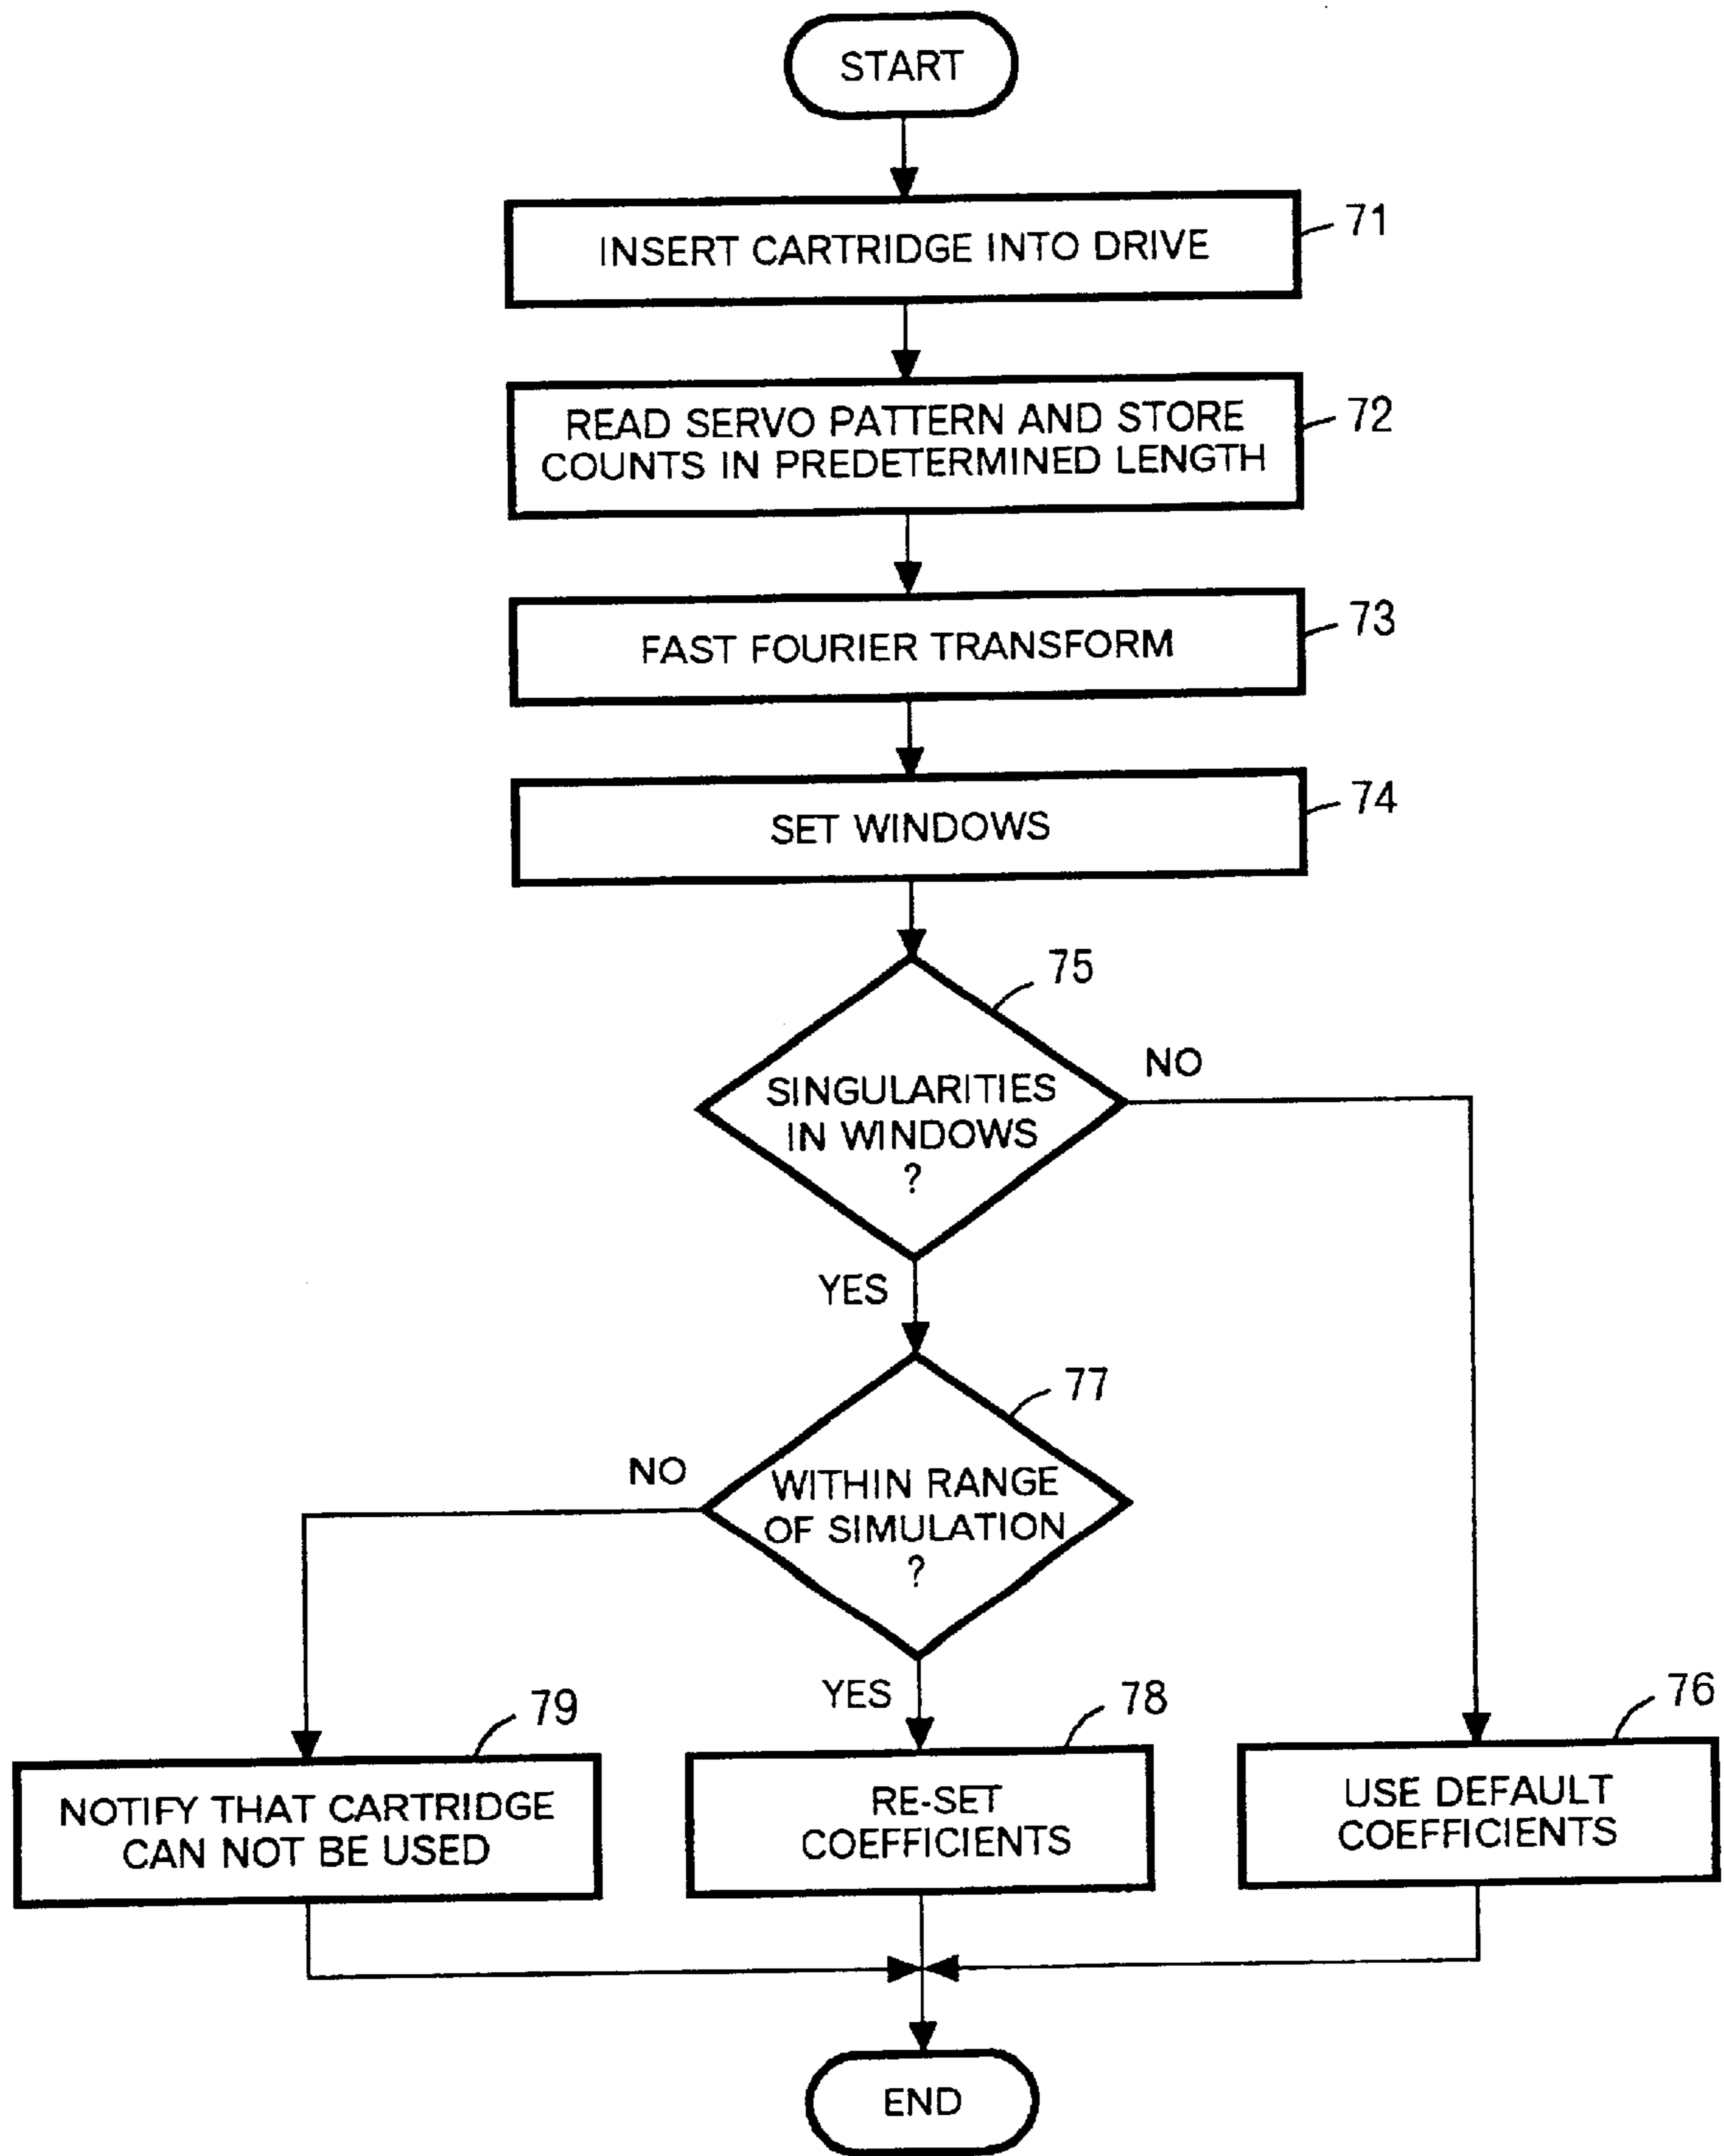 START
INSERT CARTRIDGE INTO DRIVE
71
READ SERVO PATTERN AND STORE
COUNTS IN PREDETERMINED LENGTH
72
FAST FOURIER TRANSFORM
73
SET WINDOWS
74
75
SINGULARITIES
IN WINDOWS
?
NO
YES
77
WITHIN RANGE
OF SIMULATION
?
NO
YES
79
NOTIFY THAT CARTRIDGE
CAN NOT BE USED
78
RE-SET
COEFFICIENTS
76
USE DEFAULT
COEFFICIENTS
END